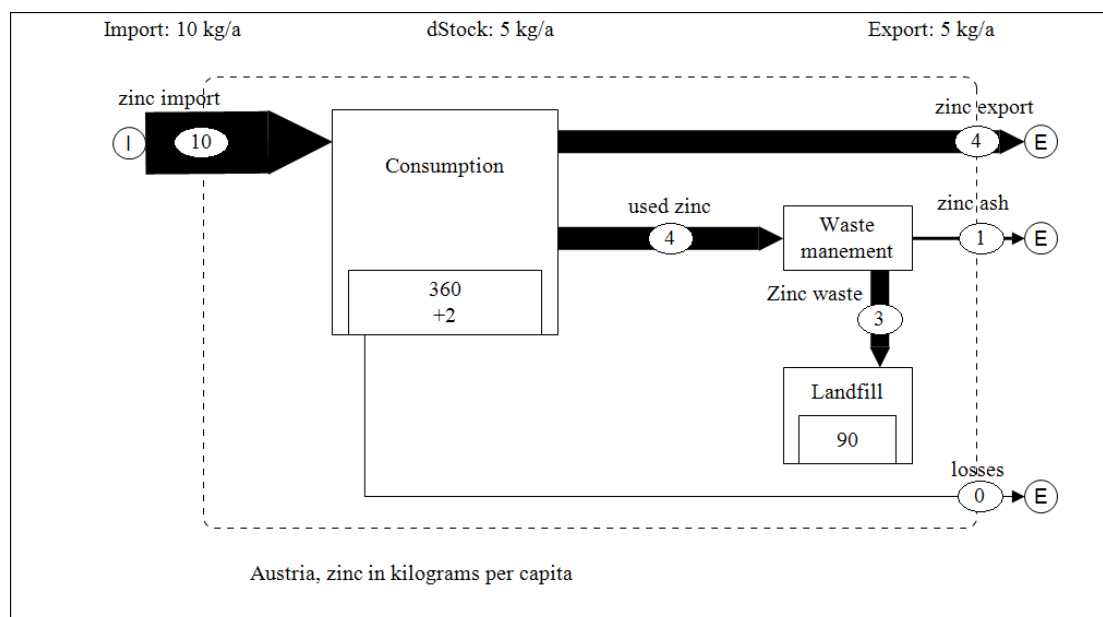 Import: 10 kg/a
dStock: 5 kg/a
Export: 5 kg/a
zinc import
I
10
Consumption
360
+2
zinc export
4
E
used zinc
4
Waste
manement
zinc ash
1
E
Zinc waste
3
Landfill
90
losses
0
E
Austria, zinc in kilograms per capita